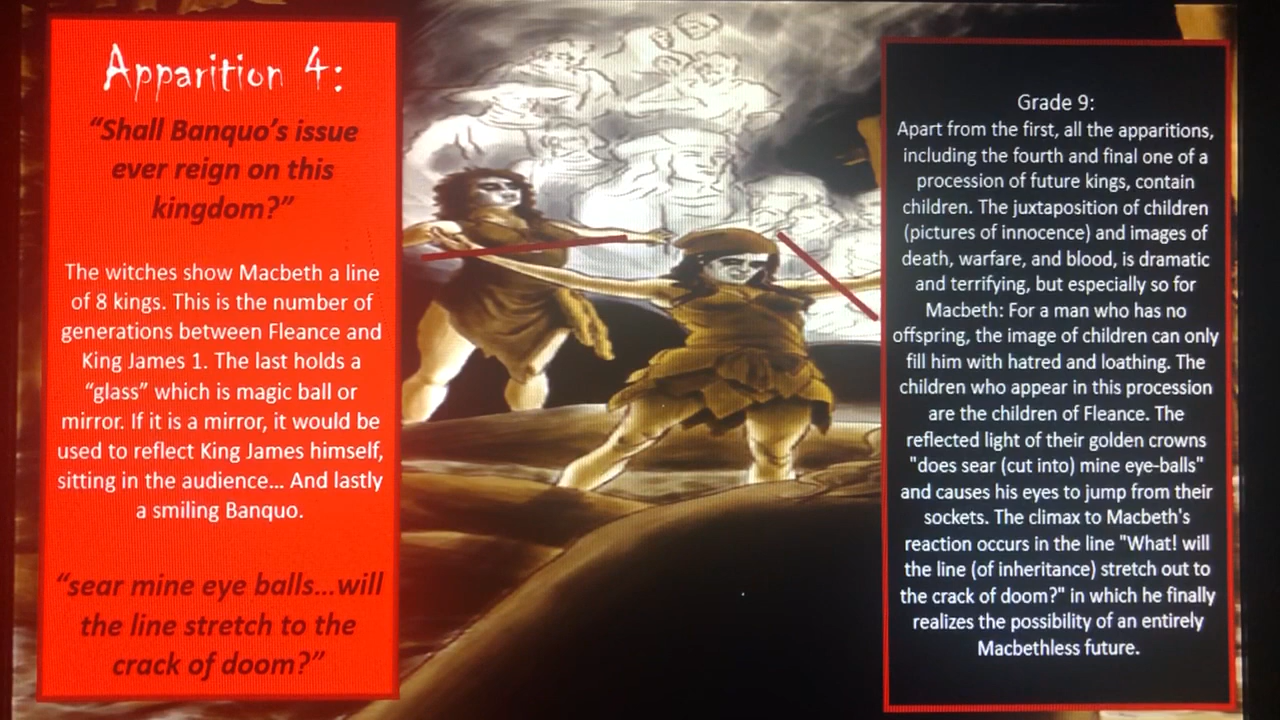 Apparition 4:
“Shall Banquo’s issue
ever reign on this
kingdom?”
The witches show Macbeth a line
of 8 kings. This is the number of
generations between Fleance and
King James 1. The last holds a
“glass” which is magic ball or
mirror. If it is a mirror, it would be
used to reflect King James himself,
sitting in the audience... And lastly
a smiling Banquo.
“sear mine eye balls...will
the line stretch to the
crack of doom?”
Grade 9:
Apart from the first, all the apparitions,
including the fourth and final one of a
procession of future kings, contain
children. The juxtaposition of children
(pictures of innocence) and images of
death, warfare, and blood, is dramatic
and terrifying, but especially so for
Macbeth: For a man who has no
offspring, the image of children can only
fill him with hatred and loathing. The
children who appear in this procession
are the children of Fleance. The
reflected light of their golden crowns
"does sear (cut into) mine eye-balls"
and causes his eyes to jump from their
sockets. The climax to Macbeth's
reaction occurs in the line "What! will
the line (of inheritance) stretch out to
the crack of doom?" in which he finally
realizes the possibility of an entirely
Macbethless future.